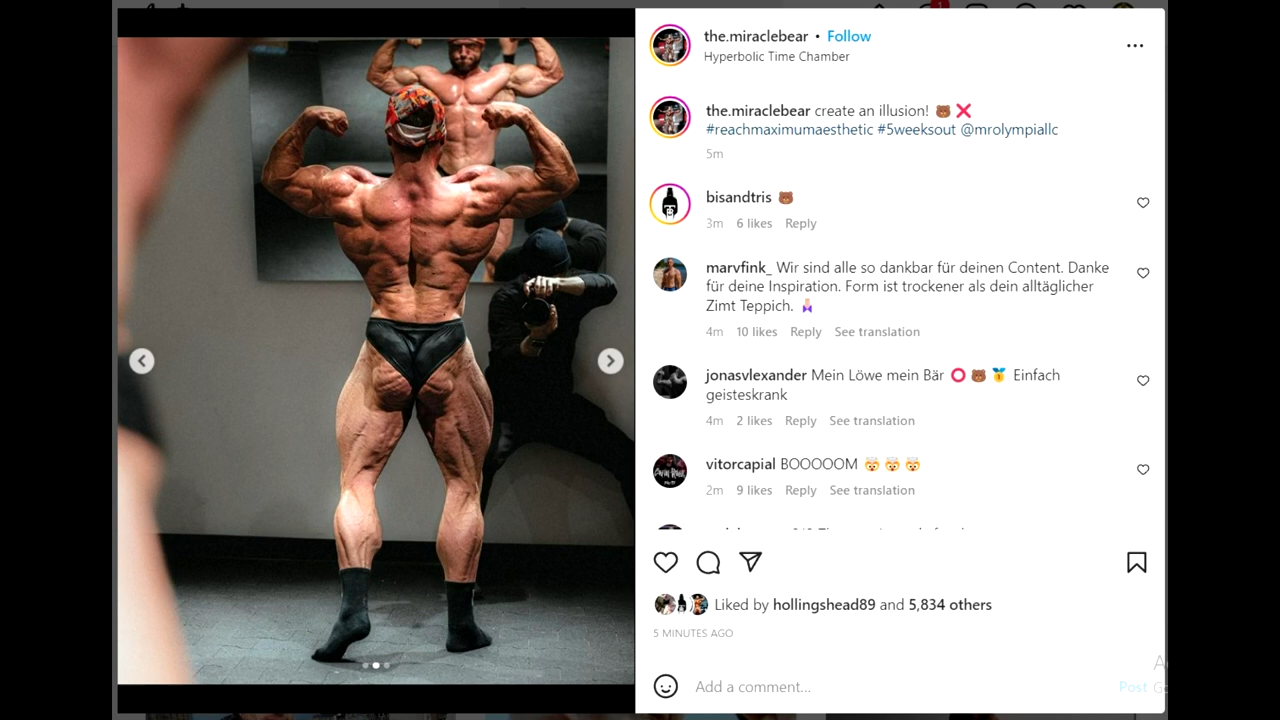 the.miraclebear • Follow
Hyperbolic Time Chamber
the.miraclebear create an illusion! 🐻 ❌
#reachmaximumaesthetic #5weeksout @mrolympiallc
5m
bisandtris 🐻
3m 6 likes Reply
marvfink_ Wir sind alle so dankbar für deinen Content. Danke
für deine Inspiration. Form ist trockener als dein alltäglicher
Zimt Teppich.
4m 10 likes Reply See translation
jonasvlexander Mein Löwe mein Bär ⭕ 🐻 🥇 Einfach
geisteskrank
4m 2 likes Reply See translation
vitorcapial BOOOOOM 🤯 🤯 🤯
2m 9 likes Reply See translation
Liked by hollingshead89 and 5,834 others
5 MINUTES AGO
Add a comment...
Post